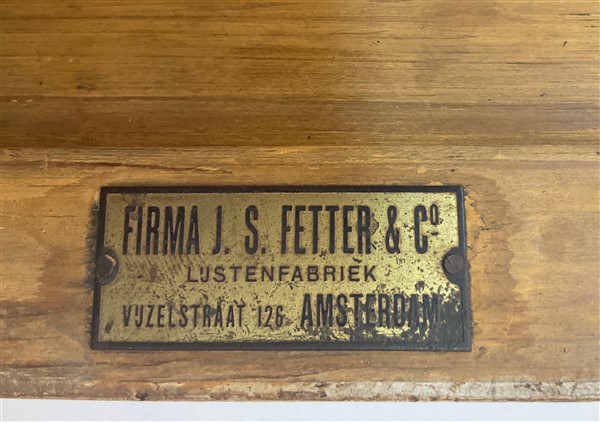 FIRMA J. S. FETTER & Cº
LIJSTENFABRIEK
VIJZELSTRAAT 126 AMSTERDAM